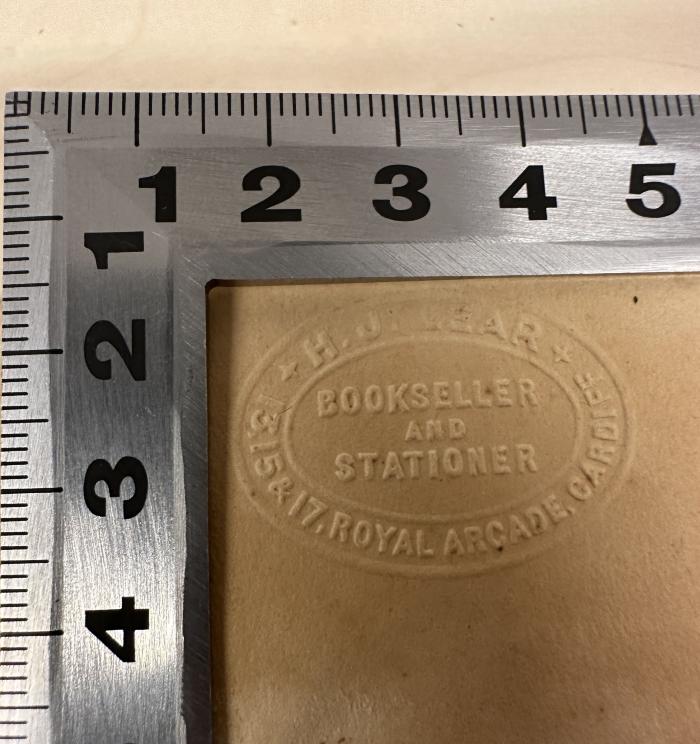 1 2 3 4 5
1
2
3
4
H. J. LEAR
BOOKSELLER
AND
STATIONER
13, 15 & 17, ROYAL ARCADE, CARDIFF